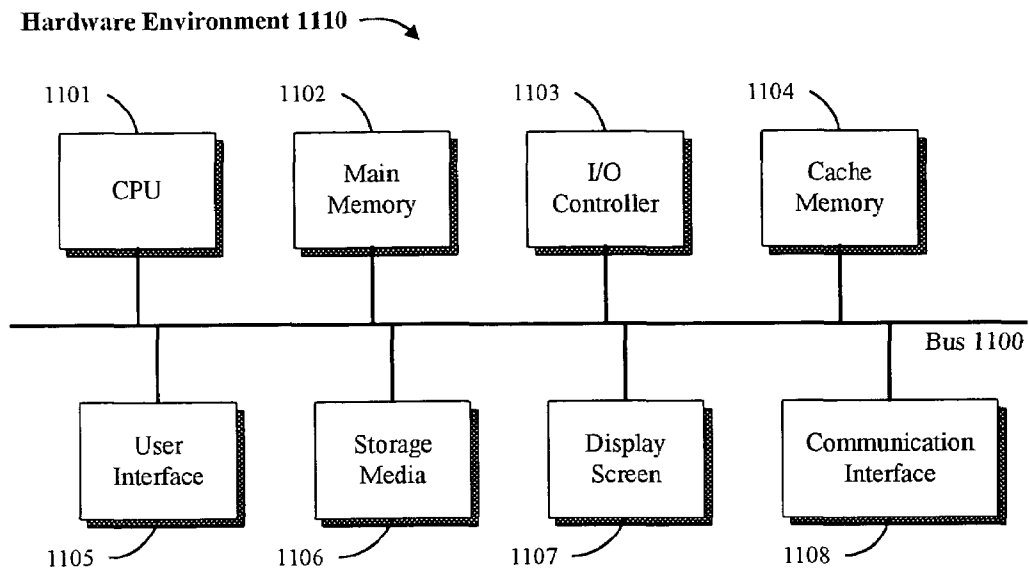 Hardware Environment 1110
1101
1102
1103
1104
CPU
Main
Memory
I/O
Controller
Cache
Memory
Bus 1100
User
Interface
Storage
Media
Display
Screen
Communication
Interface
1105
1106
1107
1108